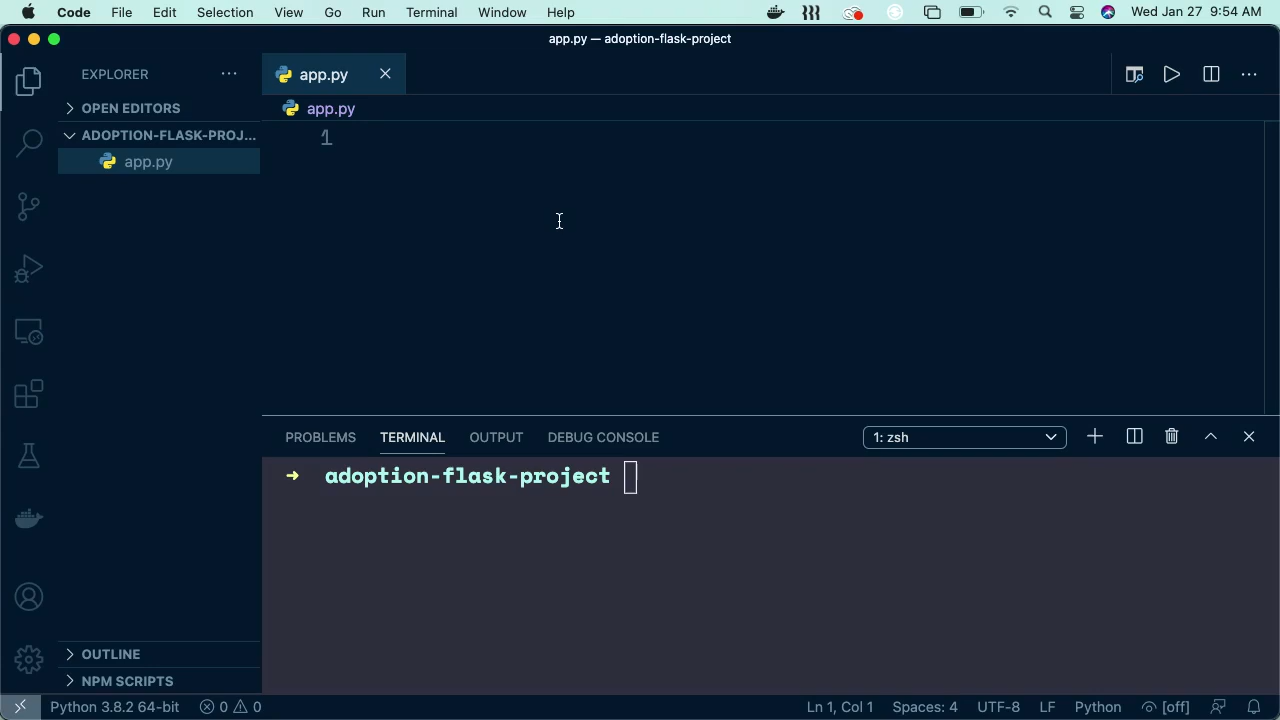 Code File Edit Selection View Go Run Terminal Window Help Wed Jan 27 9:54 AM
app.py — adoption-flask-project
EXPLORER
app.py
OPEN EDITORS
app.py
ADOPTION-FLASK-PROJ...
1
app.py
PROBLEMS TERMINAL OUTPUT DEBUG CONSOLE 1: zsh
→ adoption-flask-project
OUTLINE
NPM SCRIPTS
Python 3.8.2 64-bit 0 0 Ln 1, Col 1 Spaces: 4 UTF-8 LF Python [off]